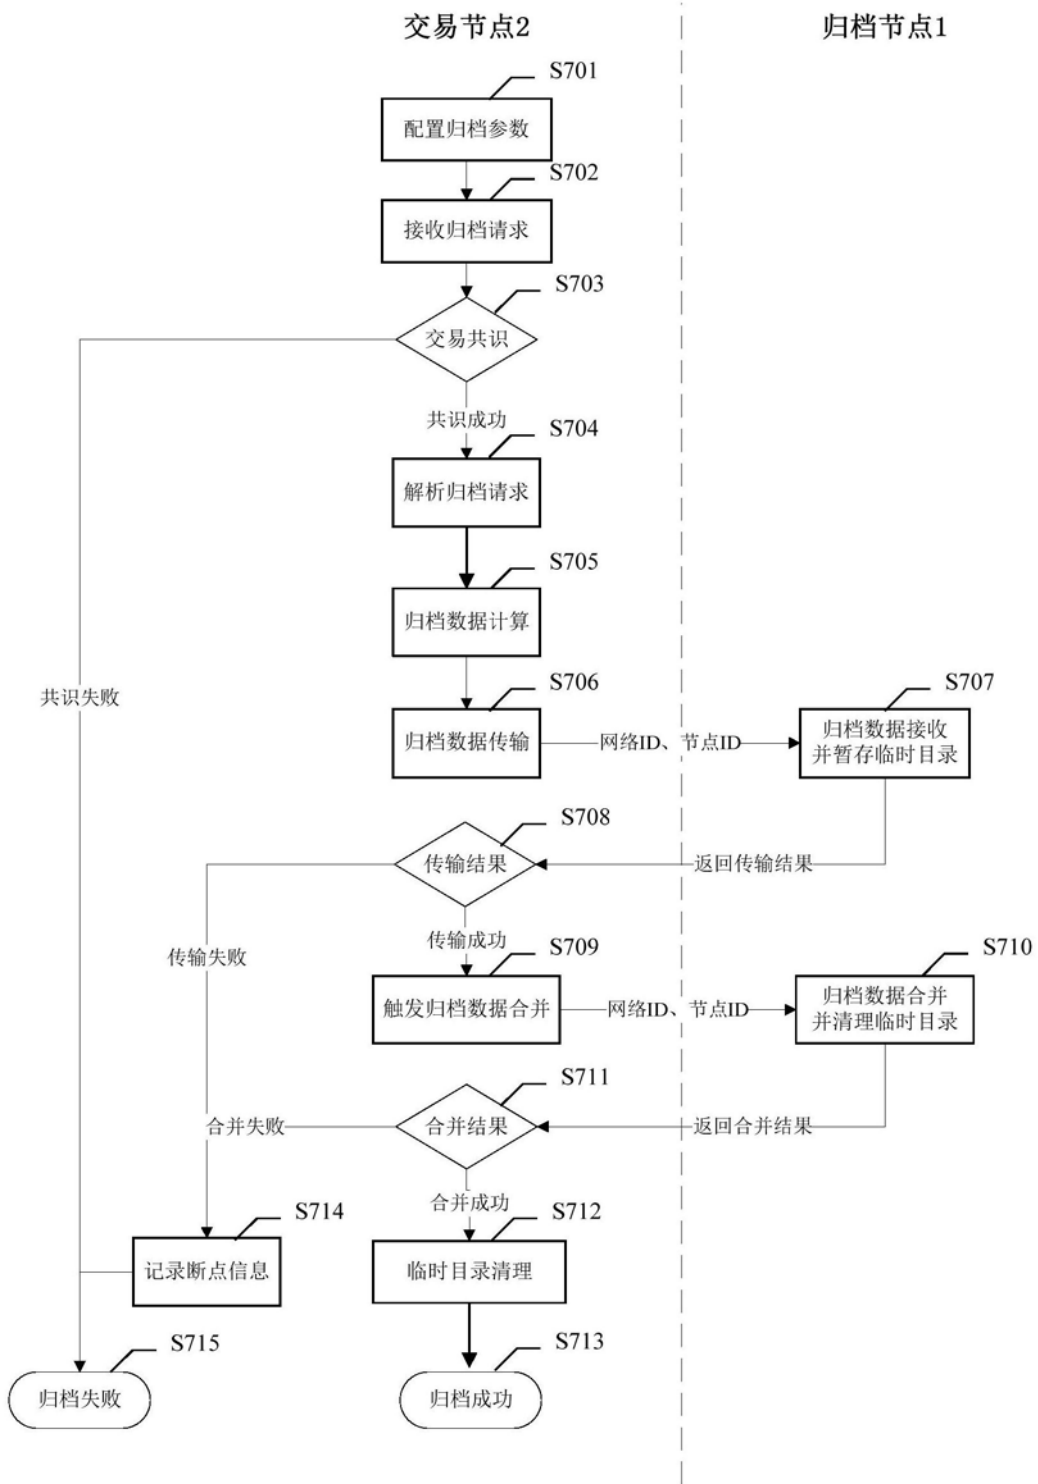 交易节点2
归档节点1
S701
配置归档参数
S702
接收归档请求
S703
交易共识
共识成功
S704
解析归档请求
S705
归档数据计算
共识失败
S706
归档数据传输
网络ID、节点ID
S707
归档数据接收
并暂存临时目录
S708
传输结果
返回传输结果
传输失败
传输成功
S709
触发归档数据合并
网络ID、节点ID
S710
归档数据合并
并清理临时目录
S711
合并结果
返回合并结果
合并失败
合并成功
S714
记录断点信息
S712
临时目录清理
S715
归档失败
S713
归档成功